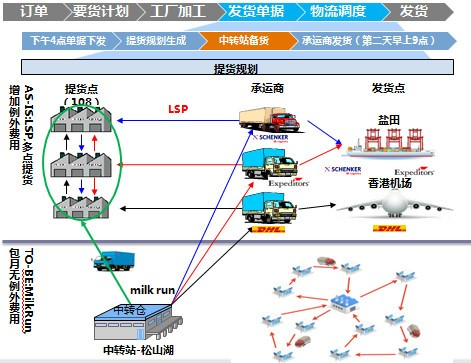 订单 要货计划 工厂加工 发货单据 物流调度 发货
下午4点单据下发 提货规划生成 中转站备货 承运商发货（第二天早上9点）
提货规划
AS-IS:LSP多点提货
增加例外费用
提货点
（108）
承运商
发货点
LSP
盐田
SCHENKER
SCHENKER
Expeditors
Expeditors
香港机场
DHL
DHL
TO-BE:MilkRun
包月无例外费用
milk run
中转仓
中转站-松山湖